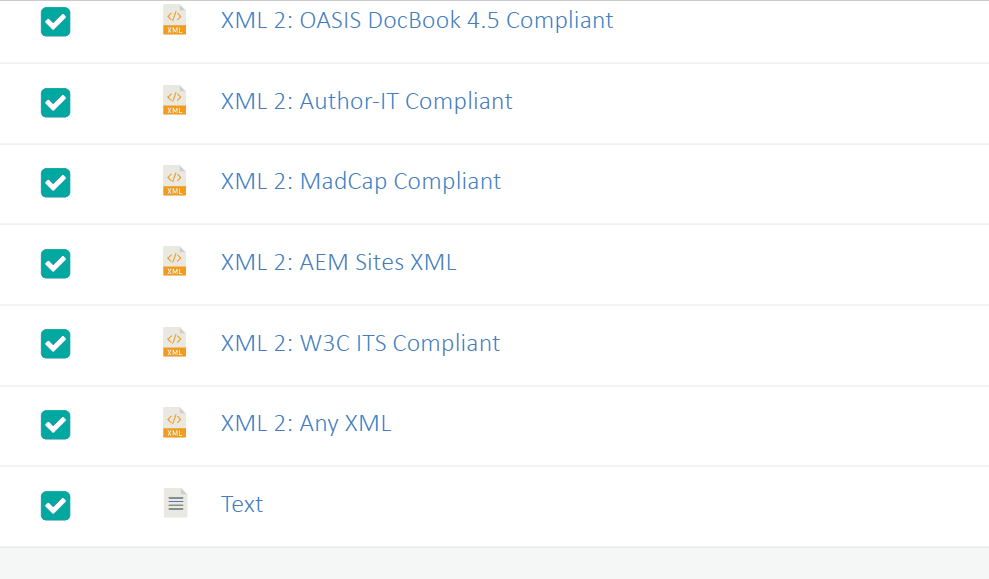 XML 2: OASIS DocBook 4.5 Compliant
XML
XML 2: Author-IT Compliant
XML
XML 2: MadCap Compliant
XML
XML 2: AEM Sites XML
XML
XML 2: W3C ITS Compliant
XML
XML 2: Any XML
XML
Text